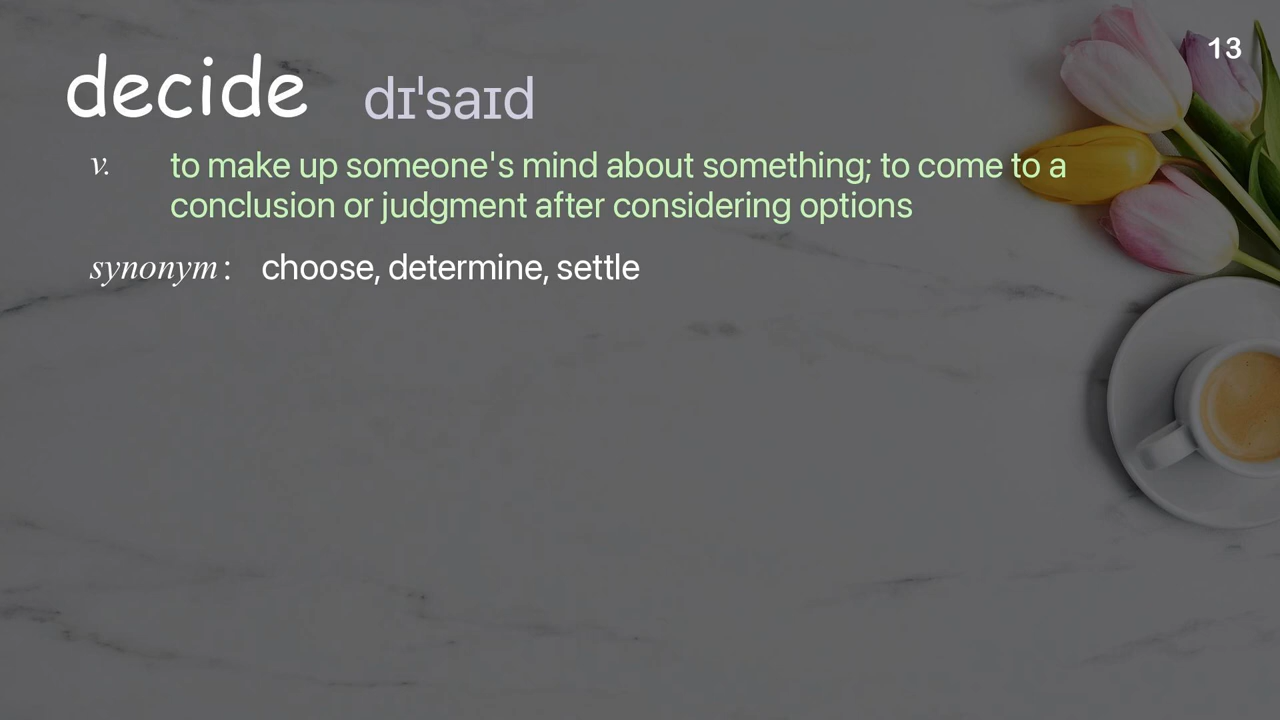 13
decide dɪˈsaɪd
v. to make up someone's mind about something; to come to a
conclusion or judgment after considering options
synonym: choose, determine, settle